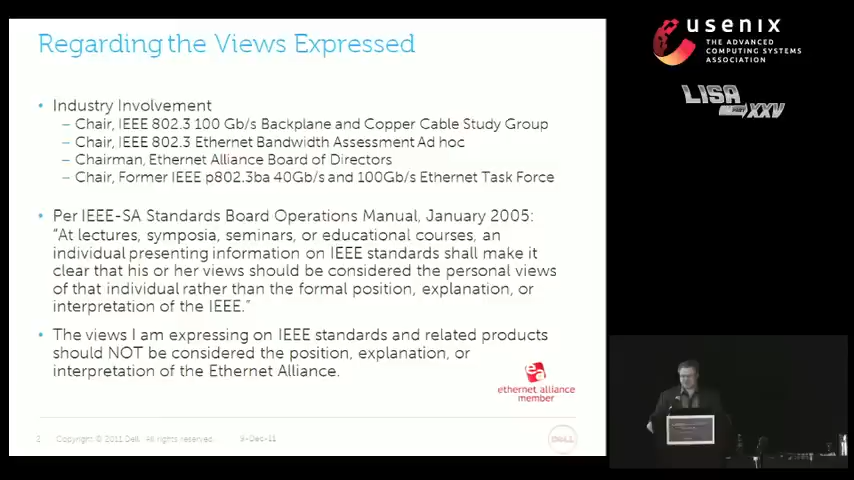 Regarding the Views Expressed
• Industry Involvement
– Chair, IEEE 802.3 100 Gb/s Backplane and Copper Cable Study Group
– Chair, IEEE 802.3 Ethernet Bandwidth Assessment Ad hoc
– Chairman, Ethernet Alliance Board of Directors
– Chair, Former IEEE p802.3ba 40Gb/s and 100Gb/s Ethernet Task Force
• Per IEEE-SA Standards Board Operations Manual, January 2005:
“At lectures, symposia, seminars, or educational courses, an
individual presenting information on IEEE standards shall make it
clear that his or her views should be considered the personal views
of that individual rather than the formal position, explanation, or
interpretation of the IEEE.”
• The views I am expressing on IEEE standards and related products
should NOT be considered the position, explanation, or
interpretation of the Ethernet Alliance.
ea
ethernet alliance
member
2 Copyright © 2011 Dell. All rights reserved. 9-Dec-11
DELL
usenix
THE ADVANCED
COMPUTING SYSTEMS
ASSOCIATION
LISA
PART XXV